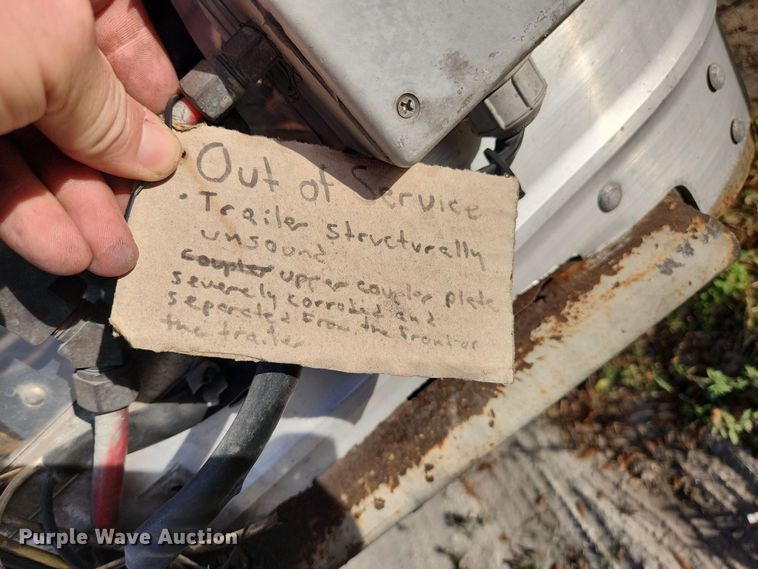 Out of Service
• Trailer structurally
unsound
coupler upper coupler plate
severely corroded and
seperated from the front of
the trailer
Purple Wave Auction